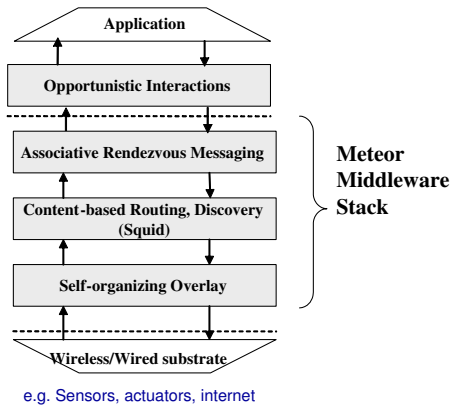 Application
Opportunistic Interactions
Associative Rendezvous Messaging
Content-based Routing, Discovery
(Squid)
Self-organizing Overlay
Wireless/Wired substrate
e.g. Sensors, actuators, internet
Meteor
Middleware
Stack